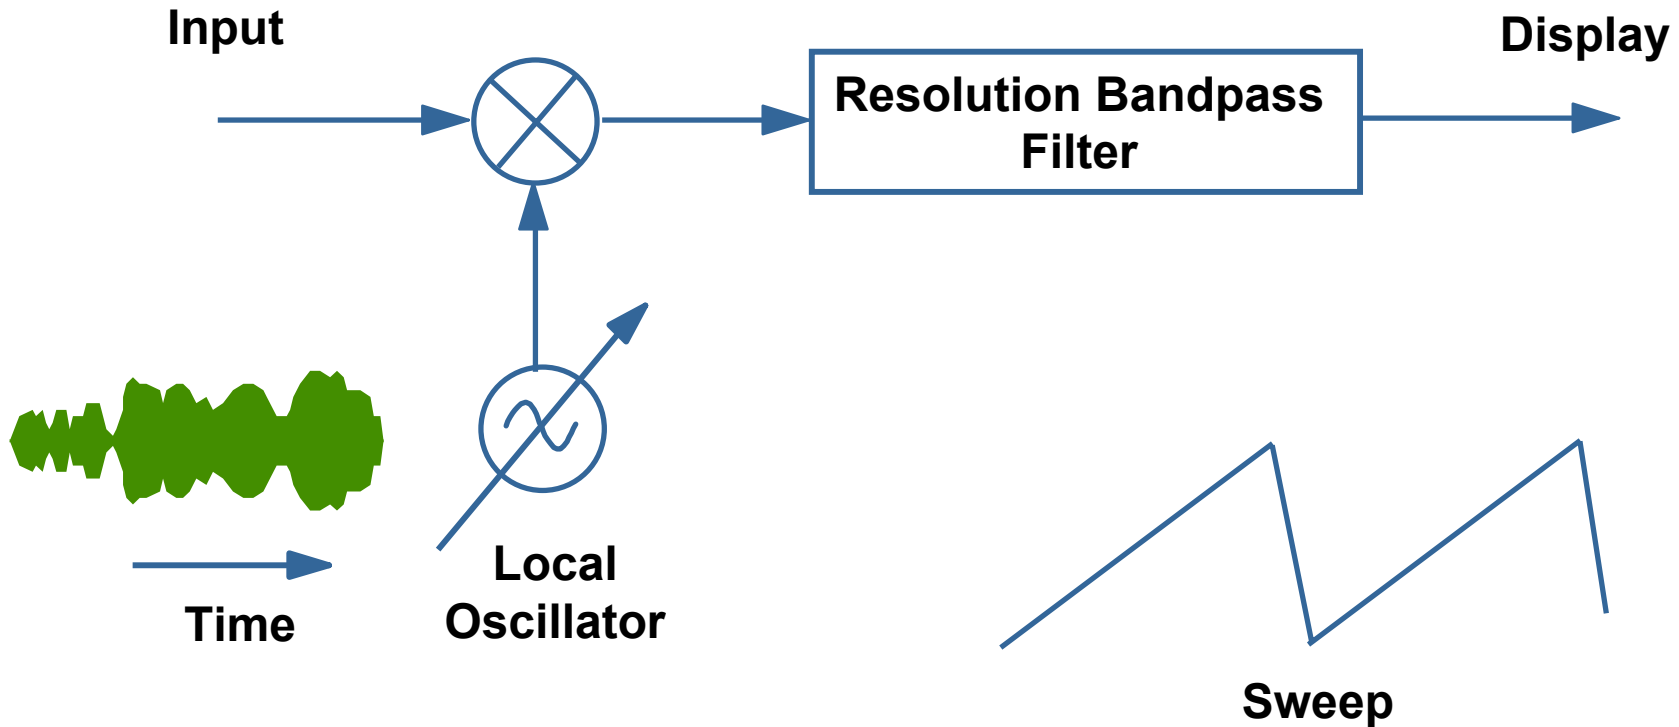 Input
Display
Resolution Bandpass
Filter
Local
Oscillator
Time
Sweep